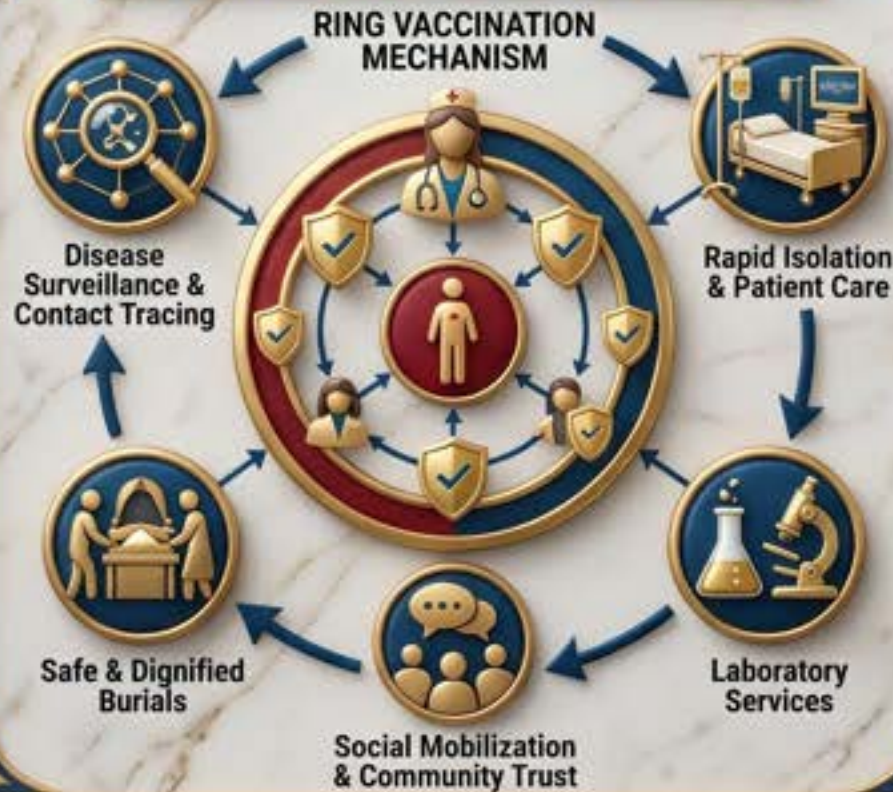 RING VACCINATION
MECHANISM
Disease
Surveillance &
Contact Tracing
Rapid Isolation
& Patient Care
Safe & Dignified
Burials
Laboratory
Services
Social Mobilization
& Community Trust